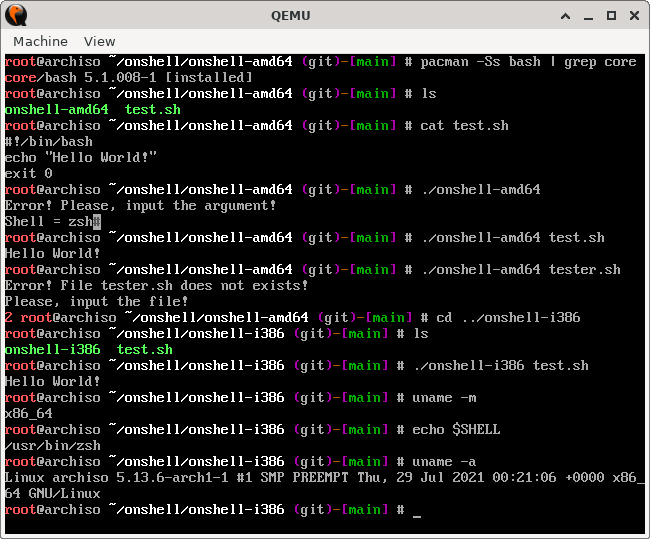 QEMU
Machine View
root@archiso ~/onshell/onshell-amd64 (git)-[main] # pacman -Ss bash | grep core
core/bash 5.1.008-1 [installed]
root@archiso ~/onshell/onshell-amd64 (git)-[main] # ls
onshell-amd64  test.sh
root@archiso ~/onshell/onshell-amd64 (git)-[main] # cat test.sh
#!/bin/bash
echo "Hello World!"
exit 0
root@archiso ~/onshell/onshell-amd64 (git)-[main] # ./onshell-amd64
Error! Please, input the argument!
Shell = zsh#
root@archiso ~/onshell/onshell-amd64 (git)-[main] # ./onshell-amd64 test.sh
Hello World!
root@archiso ~/onshell/onshell-amd64 (git)-[main] # ./onshell-amd64 tester.sh
Error! File tester.sh does not exists!
Please, input the file!
2 root@archiso ~/onshell/onshell-amd64 (git)-[main] # cd ../onshell-i386
root@archiso ~/onshell/onshell-i386 (git)-[main] # ls
onshell-i386  test.sh
root@archiso ~/onshell/onshell-i386 (git)-[main] # ./onshell-i386 test.sh
Hello World!
root@archiso ~/onshell/onshell-i386 (git)-[main] # uname -m
x86_64
root@archiso ~/onshell/onshell-i386 (git)-[main] # echo $SHELL
/usr/bin/zsh
root@archiso ~/onshell/onshell-i386 (git)-[main] # uname -a
Linux archiso 5.13.6-arch1-1 #1 SMP PREEMPT Thu, 29 Jul 2021 00:21:06 +0000 x86_
64 GNU/Linux
root@archiso ~/onshell/onshell-i386 (git)-[main] # _